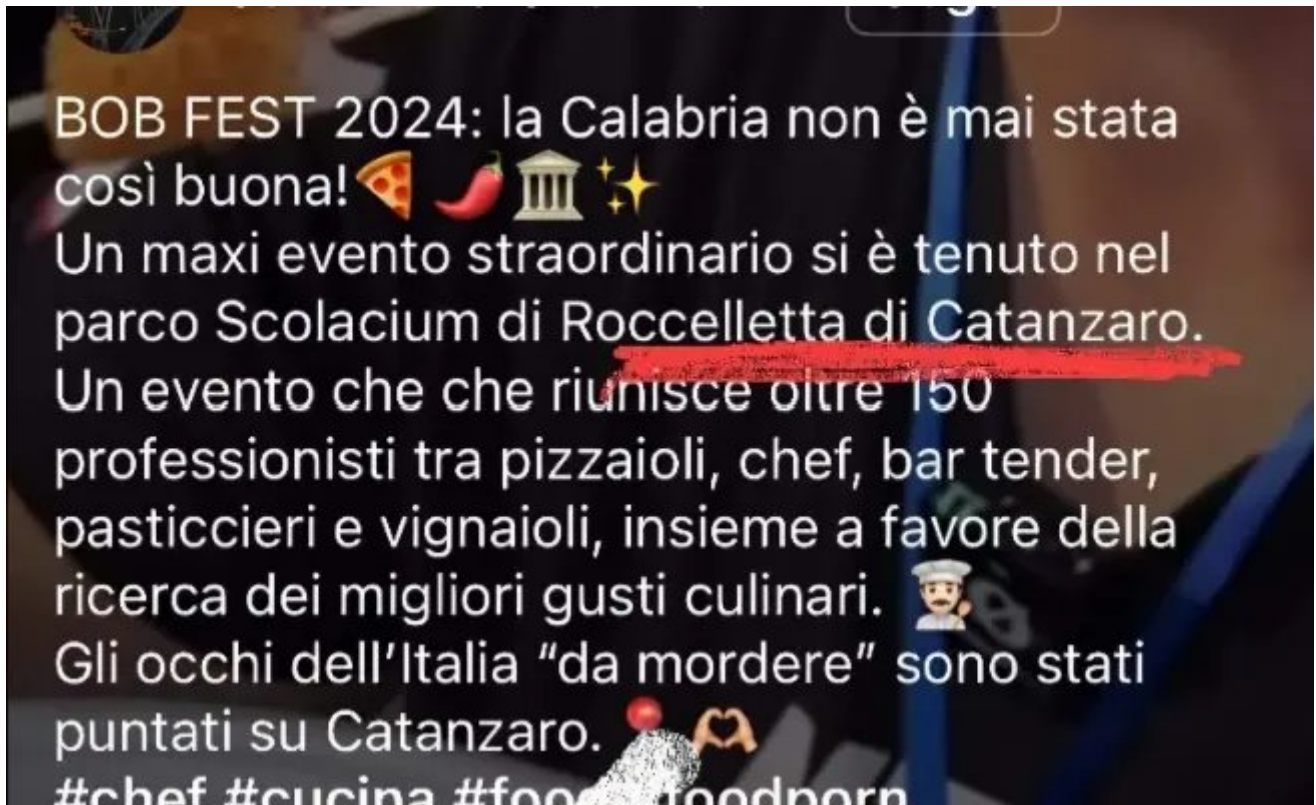 BOB FEST 2024: la Calabria non è mai stata
così buona!🍕🌶️🏛️✨
Un maxi evento straordinario si è tenuto nel
parco Scolacium di Roccelletta di Catanzaro.
Un evento che che riunisce oltre 150
professionisti tra pizzaioli, chef, bar tender,
pasticcieri e vignaioli, insieme a favore della
ricerca dei migliori gusti culinari. 👨🏻‍🍳
Gli occhi dell’Italia “da mordere” sono stati
puntati su Catanzaro. 📍🫶🏼
#chef #cucina #food #foodporn